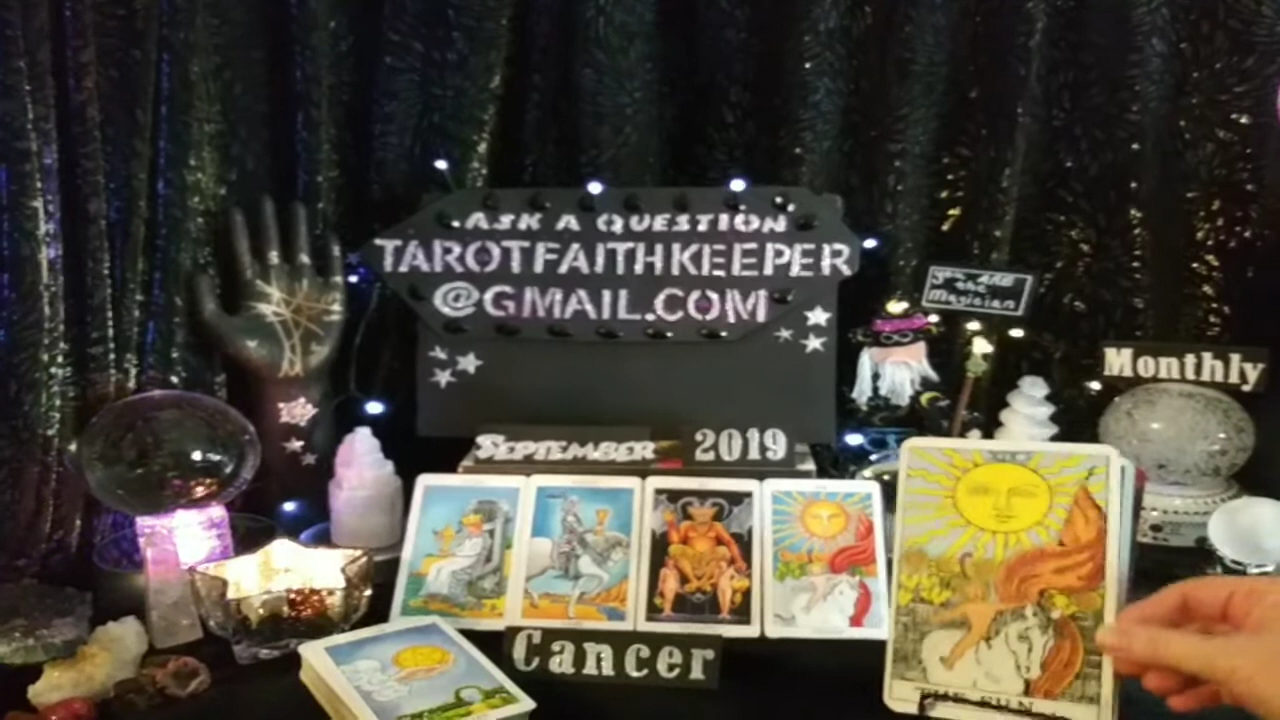 ASK A QUESTION
TAROTFAITHKEEPER
@GMAIL.COM
YOU ARE
the
Magician
Monthly
SEPTEMBER 2019
Cancer
THE SUN